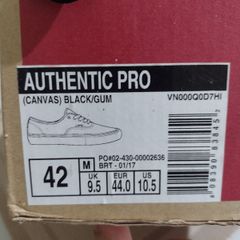 AUTHENTIC PRO
(CANVAS) BLACK/GUM
VN000Q0D7HI
PO#02-430-00002636
BRT - 01/17
42
M
UK
9.5
EUR
44.0
US
10.5